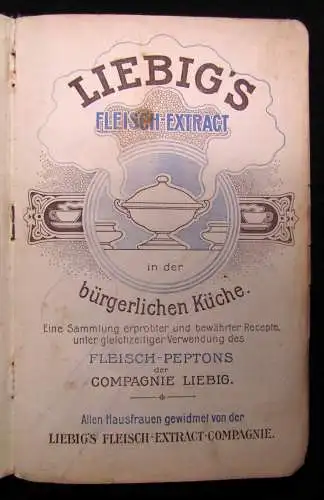 LIEBIG'S
FLEISCH-EXTRACT
in der
bürgerlichen Küche.
Eine Sammlung erprobter und bewährter Recepte,
unter gleichzeitiger Verwendung des
FLEISCH-PEPTONS
der
COMPAGNIE LIEBIG.
Allen Hausfrauen gewidmet von der
LIEBIG'S FLEISCH-EXTRACT-COMPAGNIE.